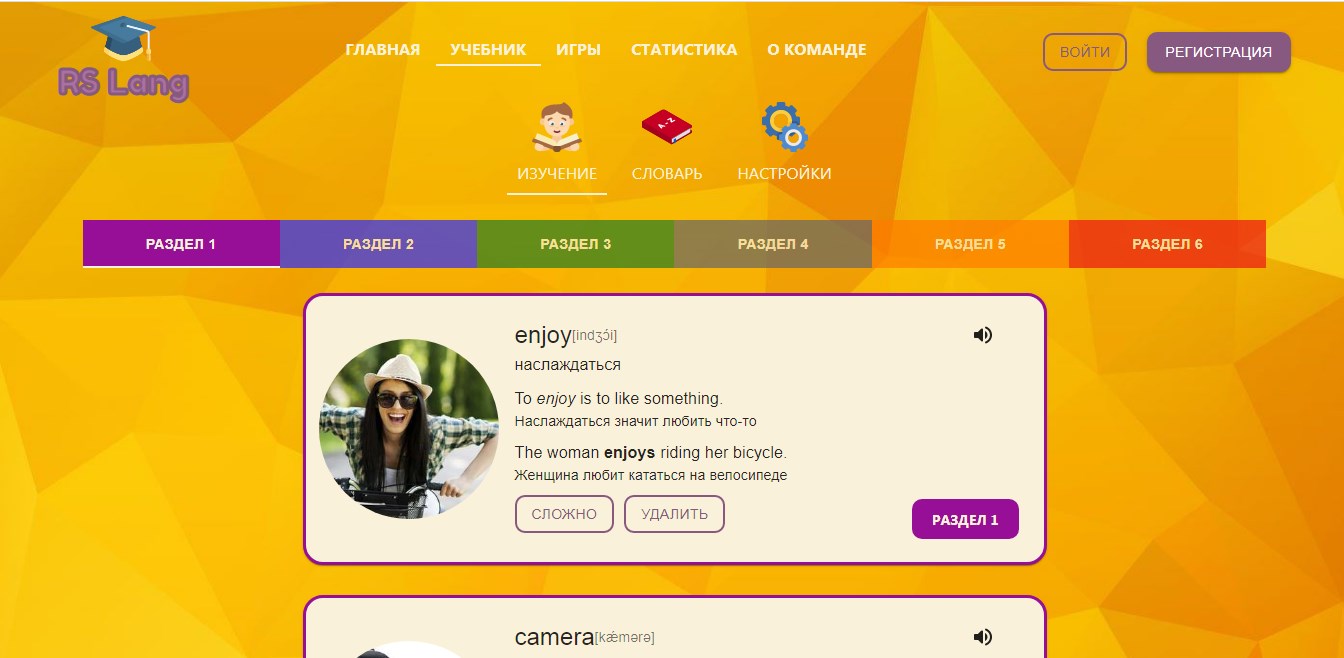 RS Lang
ГЛАВНАЯ УЧЕБНИК ИГРЫ СТАТИСТИКА О КОМАНДЕ
ВОЙТИ РЕГИСТРАЦИЯ
A-Z
ИЗУЧЕНИЕ СЛОВАРЬ НАСТРОЙКИ
РАЗДЕЛ 1 РАЗДЕЛ 2 РАЗДЕЛ 3 РАЗДЕЛ 4 РАЗДЕЛ 5 РАЗДЕЛ 6
enjoy[indʒɔ́i]
наслаждаться
To enjoy is to like something.
Наслаждаться значит любить что-то
The woman enjoys riding her bicycle.
Женщина любит кататься на велосипеде
СЛОЖНО УДАЛИТЬ
РАЗДЕЛ 1
camera[kǽmərə]